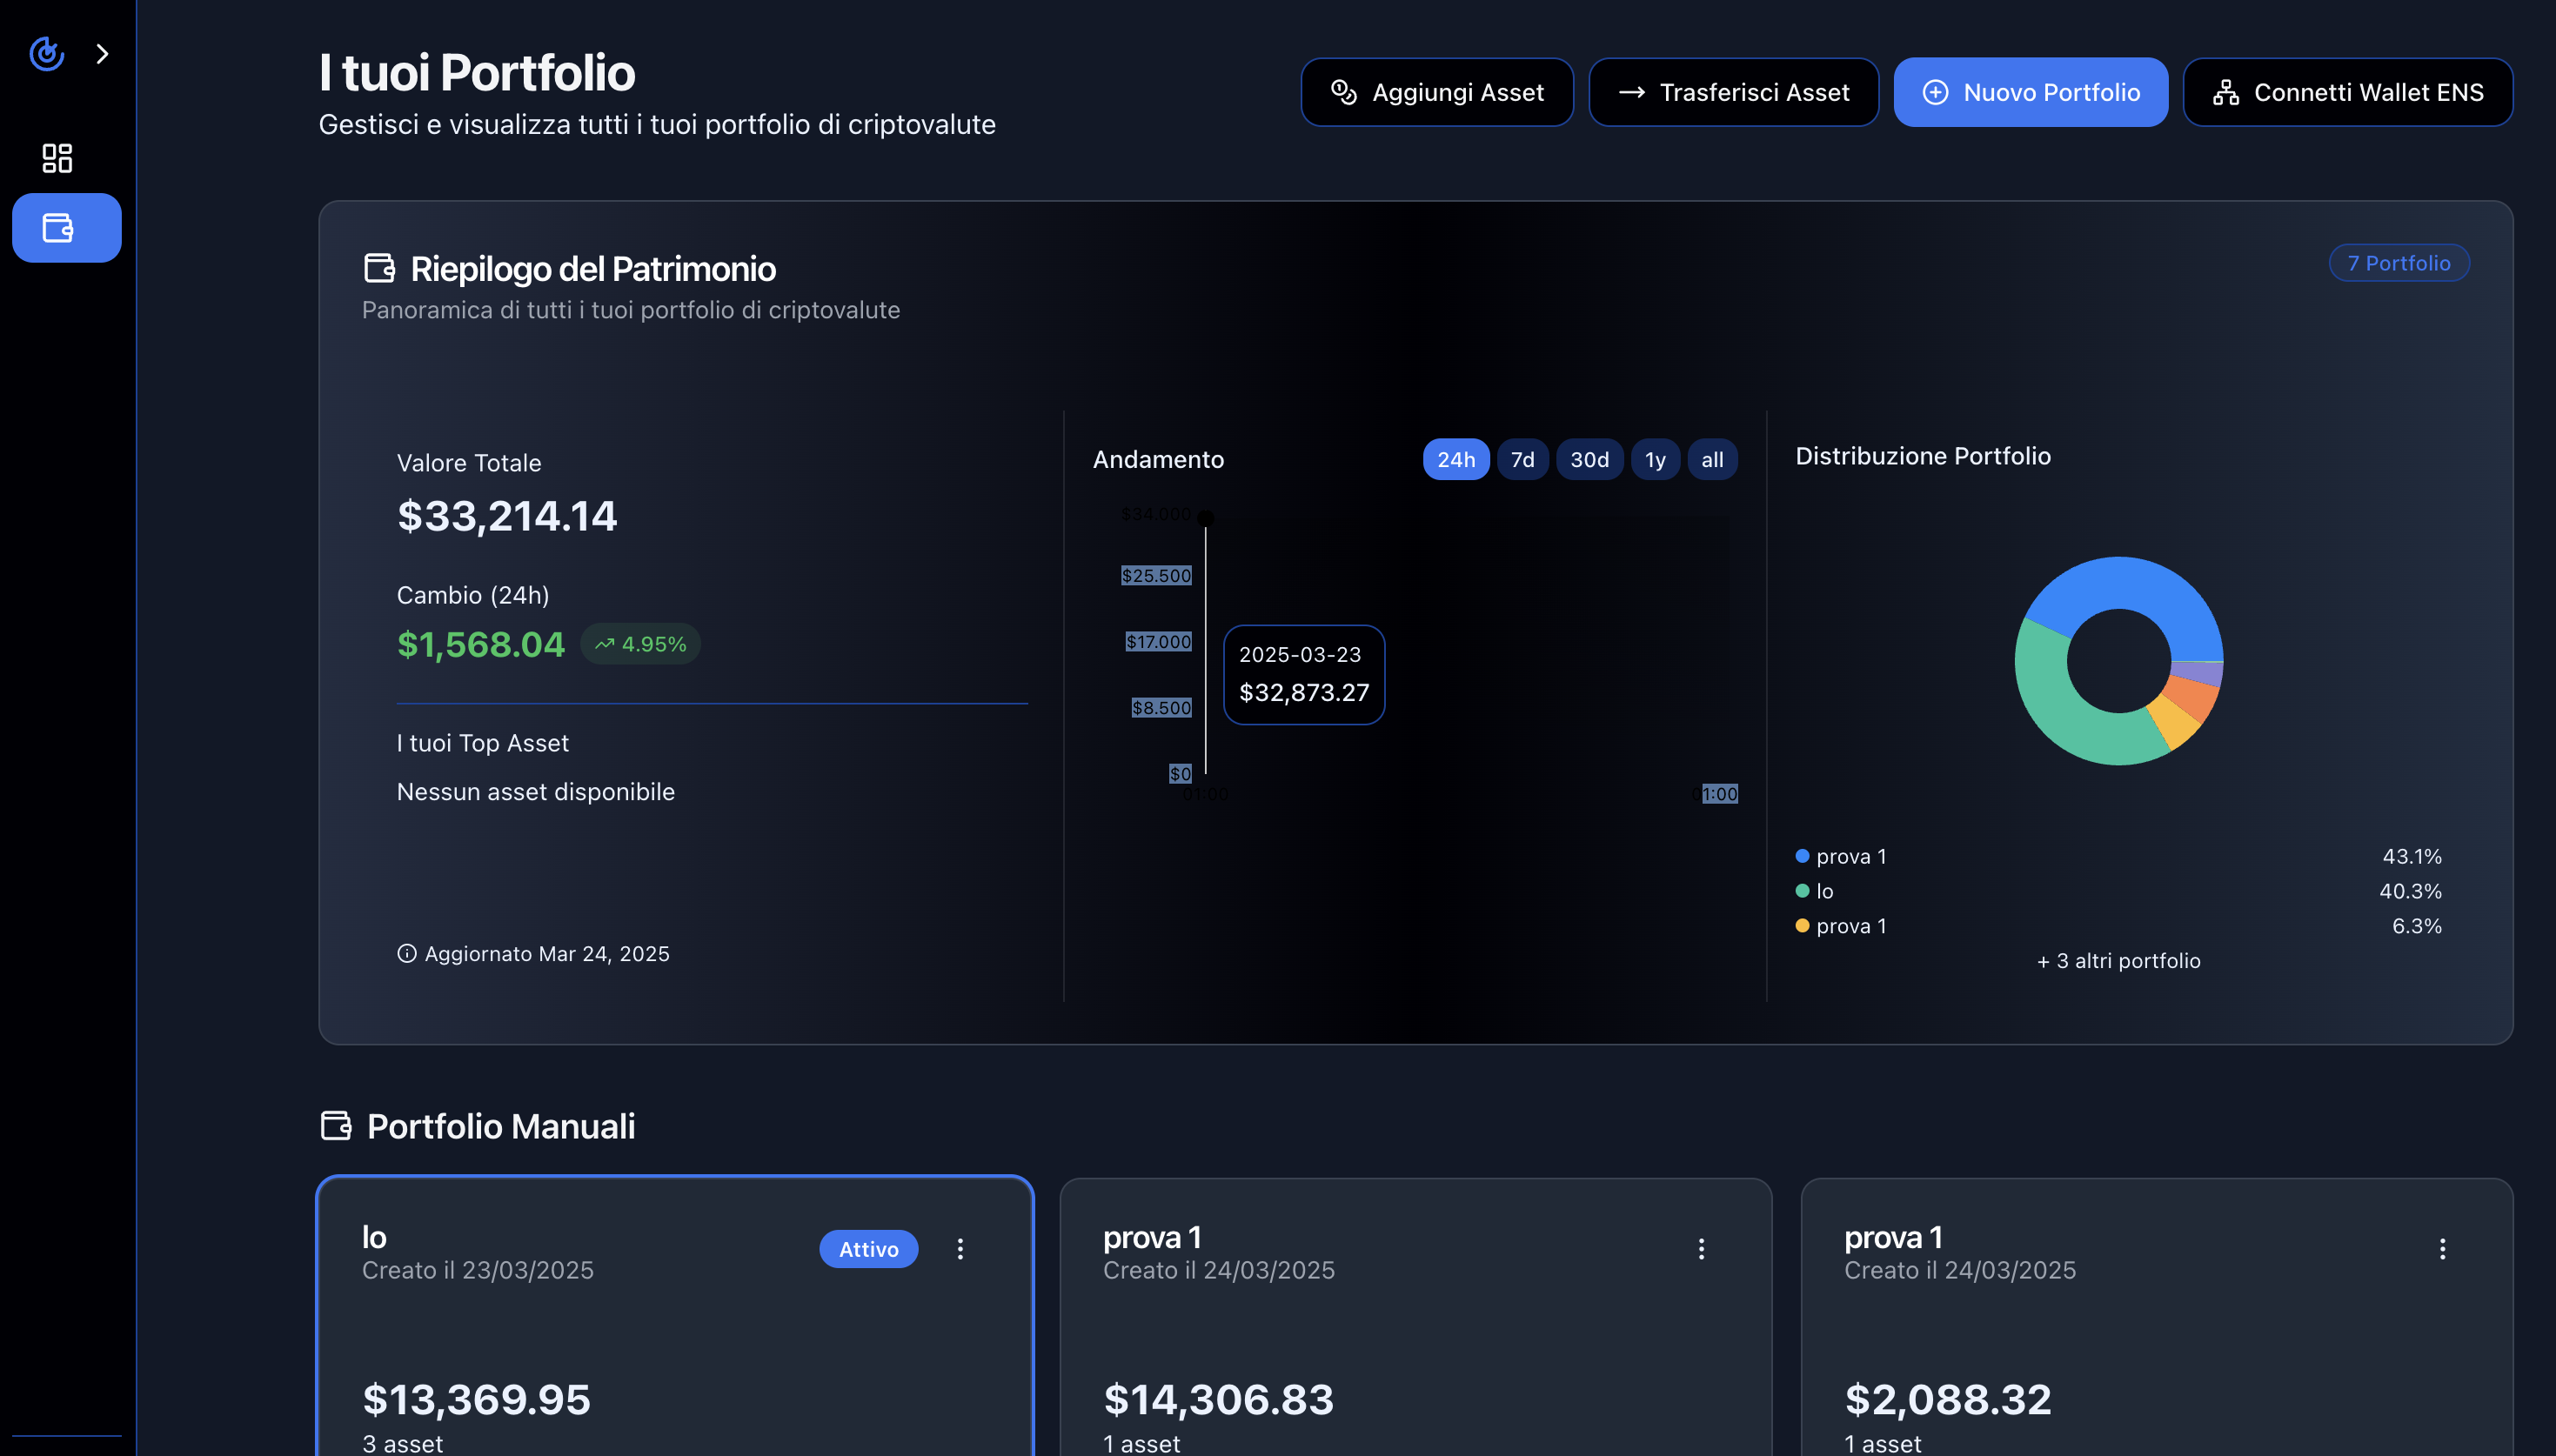 I tuoi Portfolio
Gestisci e visualizza tutti i tuoi portfolio di criptovalute
Aggiungi Asset
Trasferisci Asset
Nuovo Portfolio
Connetti Wallet ENS
Riepilogo del Patrimonio
Panoramica di tutti i tuoi portfolio di criptovalute
7 Portfolio
Valore Totale
$33,214.14
Cambio (24h)
$1,568.04
4.95%
I tuoi Top Asset
Nessun asset disponibile
Aggiornato Mar 24, 2025
Andamento
24h
7d
30d
1y
all
$34.000
$25.500
$17.000
$8.500
$0
01:00
01:00
2025-03-23
$32,873.27
Distribuzione Portfolio
prova 1
43.1%
Io
40.3%
prova 1
6.3%
+ 3 altri portfolio
Portfolio Manuali
Io
Attivo
Creato il 23/03/2025
$13,369.95
3 asset
prova 1
Creato il 24/03/2025
$14,306.83
1 asset
prova 1
Creato il 24/03/2025
$2,088.32
1 asset